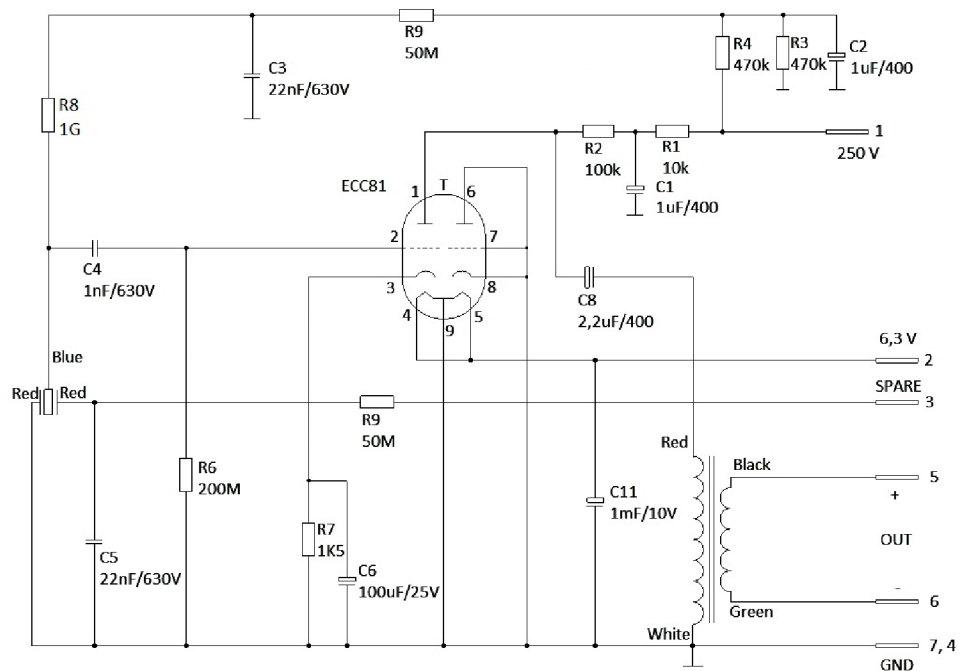 R9
50M
R4
470k
R3
470k
C2
1uF/400
C3
22nF/630V
R8
1G
R2
100k
R1
10k
1
250 V
C1
1uF/400
ECC81
1
T
6
2
7
3
8
4
9
5
C4
1nF/630V
C8
2,2uF/400
6,3 V
2
SPARE
3
Blue
Red
Red
R9
50M
R6
200M
Red
Black
5
+
OUT
-
6
Green
C11
1mF/10V
R7
1K5
C5
22nF/630V
C6
100uF/25V
White
7, 4
GND